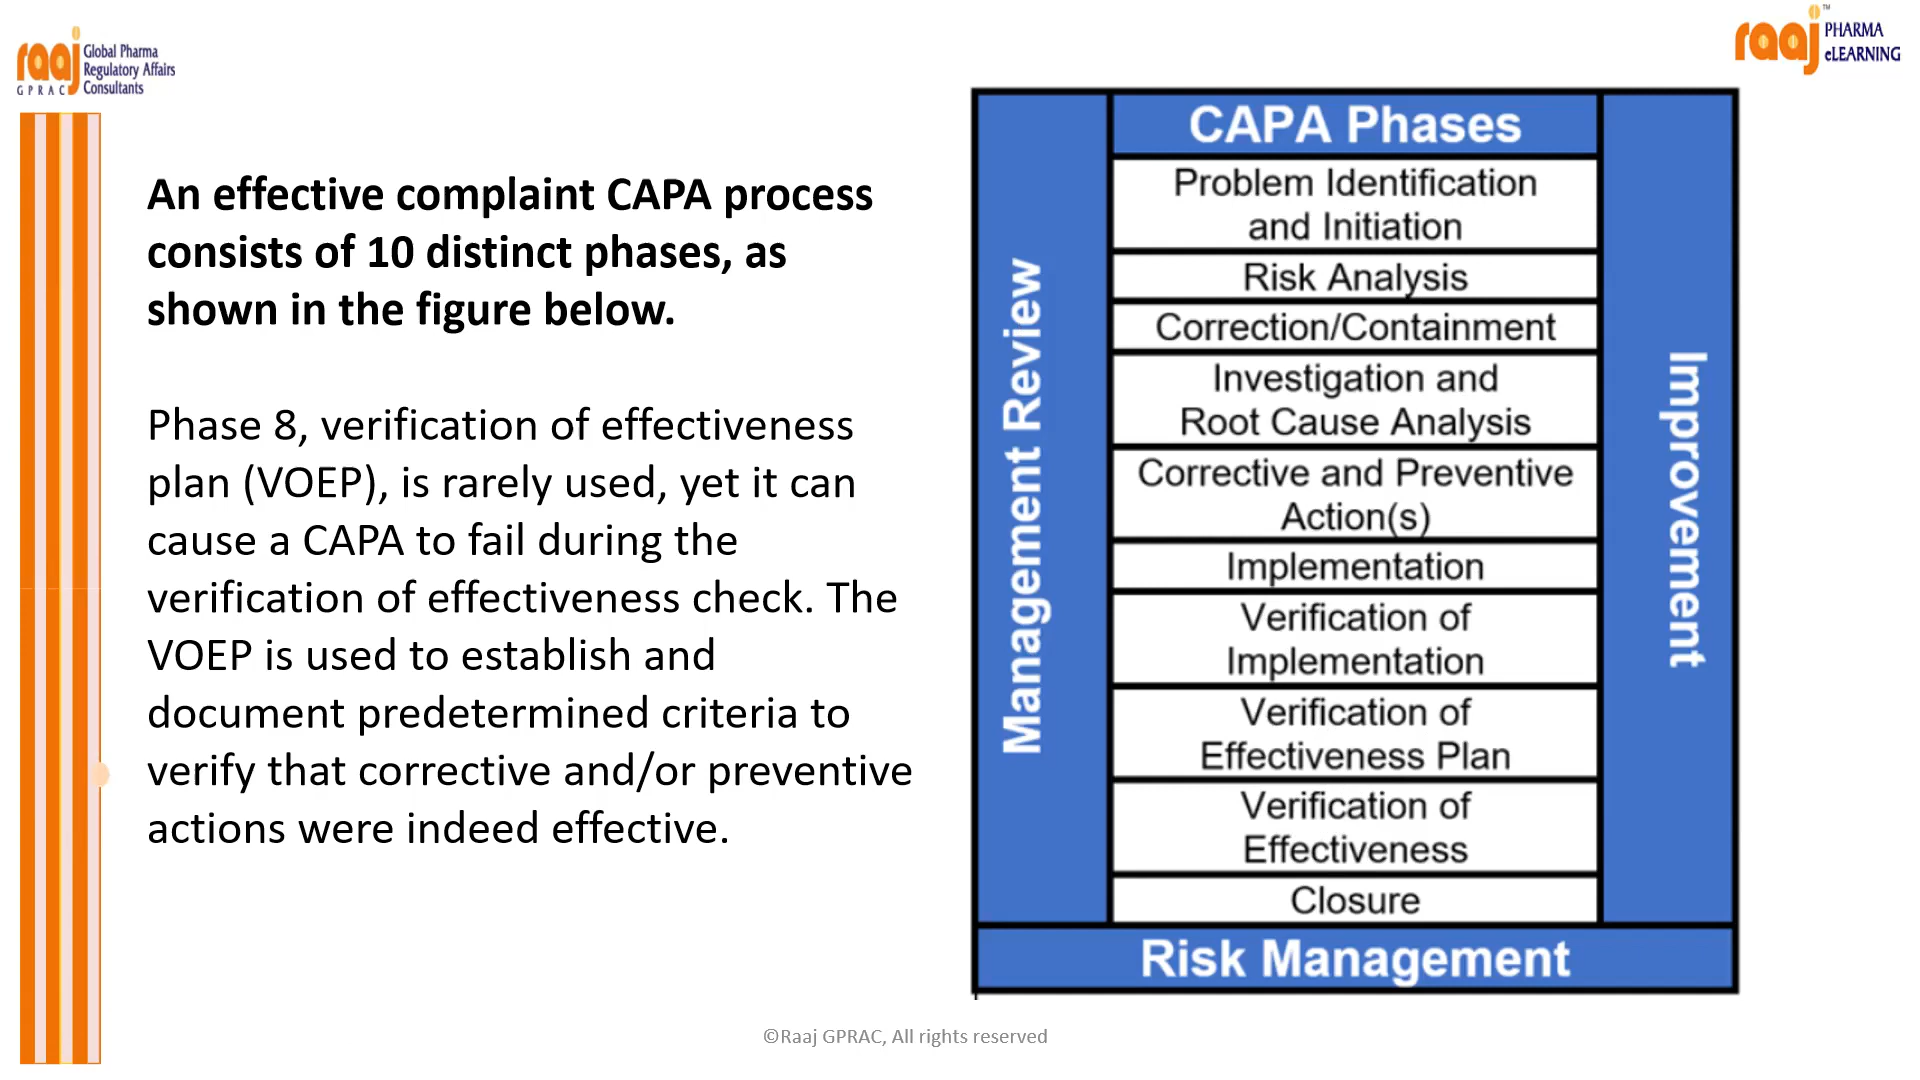 raaj
GPRAC
Global Pharma
Regulatory Affairs
Consultants
raaj™
PHARMA
eLEARNING
An effective complaint CAPA process
consists of 10 distinct phases, as
shown in the figure below.
Phase 8, verification of effectiveness
plan (VOEP), is rarely used, yet it can
cause a CAPA to fail during the
verification of effectiveness check. The
VOEP is used to establish and
document predetermined criteria to
verify that corrective and/or preventive
actions were indeed effective.
Management Review
CAPA Phases
Problem Identification
and Initiation
Risk Analysis
Correction/Containment
Investigation and
Root Cause Analysis
Corrective and Preventive
Action(s)
Implementation
Verification of
Implementation
Verification of
Effectiveness Plan
Verification of
Effectiveness
Closure
Improvement
Risk Management
©Raaj GPRAC, All rights reserved